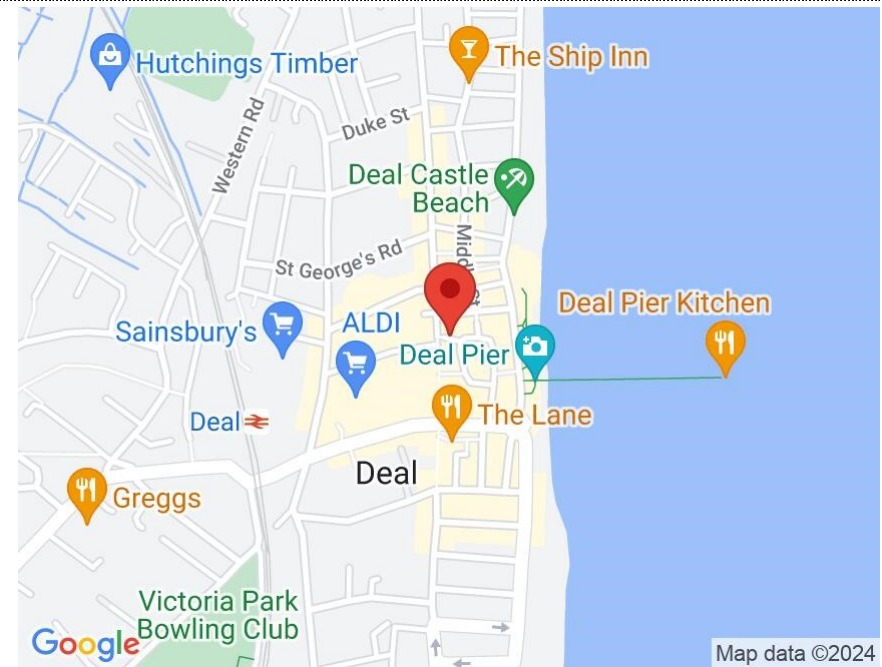 Hutchings Timber
The Ship Inn
Western Rd
Duke St
Deal Castle
Beach
St George's Rd
Deal Pier Kitchen
Sainsbury's
ALDI
Deal Pier
Deal
The Lane
Deal
Greggs
Victoria Park
Bowling Club
Google
Map data ©2024